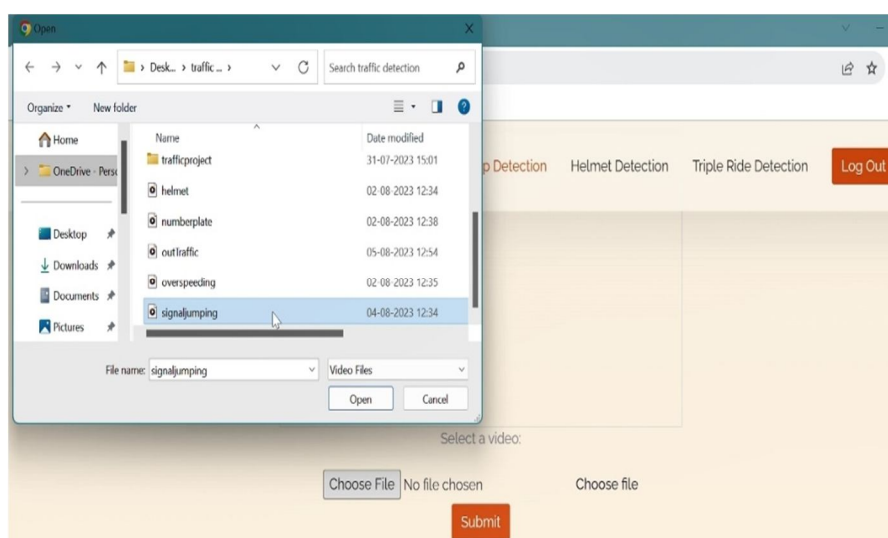 Open
Desk... > traffic ... >
Search traffic detection
Organize
New folder
Name
Date modified
Home
OneDrive - Persc
Desktop
Downloads
Documents
Pictures
trafficproject 31-07-2023 15:01
helmet 02-08-2023 12:34
numberplate 02-08-2023 12:38
outTraffic 05-08-2023 12:54
overspeeding 02-08-2023 12:35
signaljumping 04-08-2023 12:34
File name: signaljumping
Video Files
Open
Cancel
p Detection
Helmet Detection
Triple Ride Detection
Log Out
Select a video:
Choose File No file chosen
Choose file
Submit